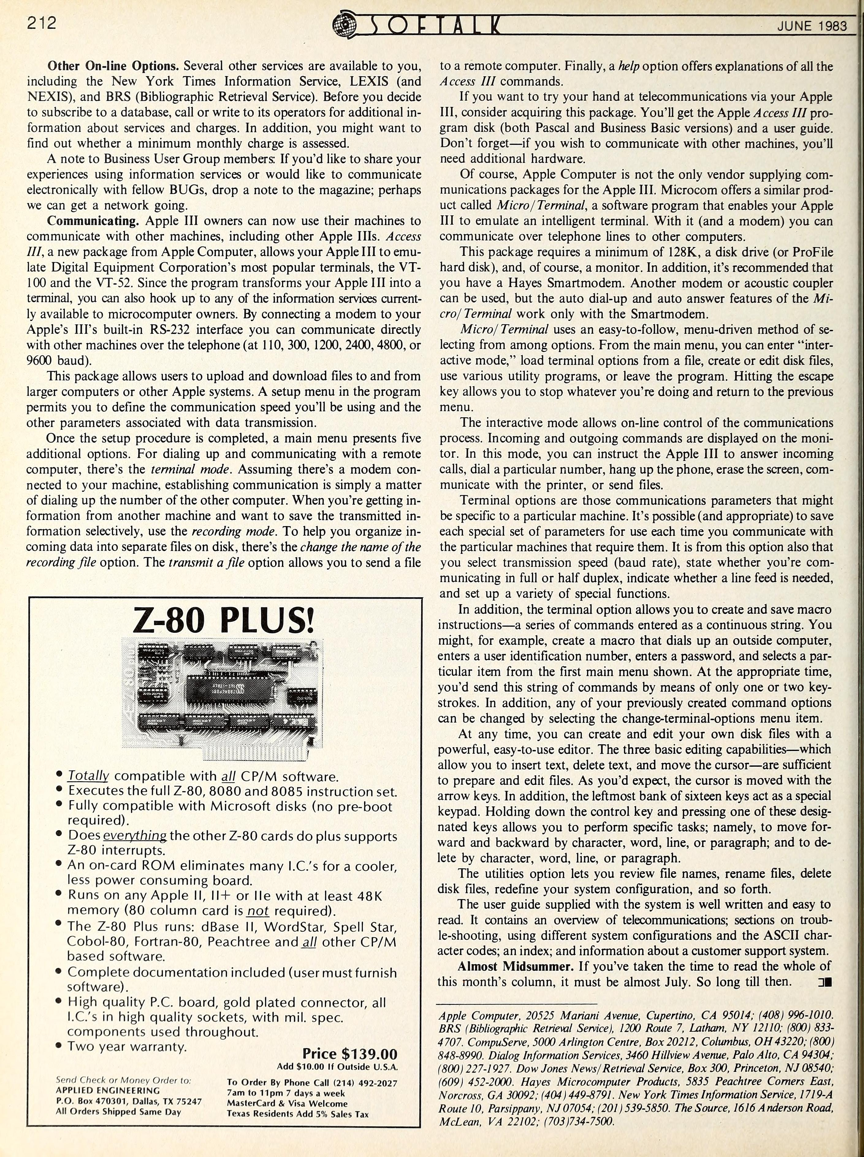 212
SOFTALK
JUNE 1983
Other On-line Options. Several other services are available to you,
including the New York Times Information Service, LEXIS (and
NEXIS), and BRS (Bibliographic Retrieval Service). Before you decide
to subscribe to a database, call or write to its operators for additional in-
formation about services and charges. In addition, you might want to
find out whether a minimum monthly charge is assessed.
A note to Business User Group members: If you'd like to share your
experiences using information services or would like to communicate
electronically with fellow BUGs, drop a note to the magazine; perhaps
we can get a network going.
Communicating. Apple III owners can now use their machines to
communicate with other machines, including other Apple IIIs. Access
III, a new package from Apple Computer, allows your Apple III to emu-
late Digital Equipment Corporation's most popular terminals, the VT-
100 and the VT-52. Since the program transforms your Apple III into a
terminal, you can also hook up to any of the information services current-
ly available to microcomputer owners. By connecting a modem to your
Apple's III's built-in RS-232 interface you can communicate directly
with other machines over the telephone (at 110, 300, 1200, 2400, 4800, or
9600 baud).
This package allows users to upload and download files to and from
larger computers or other Apple systems. A setup menu in the program
permits you to define the communication speed you'll be using and the
other parameters associated with data transmission.
Once the setup procedure is completed, a main menu presents five
additional options. For dialing up and communicating with a remote
computer, there's the terminal mode. Assuming there's a modem con-
nected to your machine, establishing communication is simply a matter
of dialing up the number of the other computer. When you're getting in-
formation from another machine and want to save the transmitted in-
formation selectively, use the recording mode. To help you organize in-
coming data into separate files on disk, there's the change the name of the
recording file option. The transmit a file option allows you to send a file
to a remote computer. Finally, a help option offers explanations of all the
Access III commands.
If you want to try your hand at telecommunications via your Apple
III, consider acquiring this package. You'll get the Apple Access III pro-
gram disk (both Pascal and Business Basic versions) and a user guide.
Don't forget—if you wish to communicate with other machines, you'll
need additional hardware.
Of course, Apple Computer is not the only vendor supplying com-
munications packages for the Apple III. Microcom offers a similar prod-
uct called Micro/Terminal, a software program that enables your Apple
III to emulate an intelligent terminal. With it (and a modem) you can
communicate over telephone lines to other computers.
This package requires a minimum of 128K, a disk drive (or ProFile
hard disk), and, of course, a monitor. In addition, it's recommended that
you have a Hayes Smartmodem. Another modem or acoustic coupler
can be used, but the auto dial-up and auto answer features of the Mi-
cro/Terminal work only with the Smartmodem.
Micro/Terminal uses an easy-to-follow, menu-driven method of se-
lecting from among options. From the main menu, you can enter “inter-
active mode,” load terminal options from a file, create or edit disk files,
use various utility programs, or leave the program. Hitting the escape
key allows you to stop whatever you're doing and return to the previous
menu.
The interactive mode allows on-line control of the communications
process. Incoming and outgoing commands are displayed on the moni-
tor. In this mode, you can instruct the Apple III to answer incoming
calls, dial a particular number, hang up the phone, erase the screen, com-
municate with the printer, or send files.
Terminal options are those communications parameters that might
be specific to a particular machine. It's possible (and appropriate) to save
each special set of parameters for use each time you communicate with
the particular machines that require them. It is from this option also that
you select transmission speed (baud rate), state whether you're com-
municating in full or half duplex, indicate whether a line feed is needed,
and set up a variety of special functions.
In addition, the terminal option allows you to create and save macro
instructions—a series of commands entered as a continuous string. You
might, for example, create a macro that dials up an outside computer,
enters a user identification number, enters a password, and selects a par-
ticular item from the first main menu shown. At the appropriate time,
you'd send this string of commands by means of only one or two key-
strokes. In addition, any of your previously created command options
can be changed by selecting the change-terminal-options menu item.
At any time, you can create and edit your own disk files with a
powerful, easy-to-use editor. The three basic editing capabilities—which
allow you to insert text, delete text, and move the cursor—are sufficient
to prepare and edit files. As you'd expect, the cursor is moved with the
arrow keys. In addition, the leftmost bank of sixteen keys act as a special
keypad. Holding down the control key and pressing one of these desig-
nated keys allows you to perform specific tasks; namely, to move for-
ward and backward by character, word, line, or paragraph; and to de-
lete by character, word, line, or paragraph.
The utilities option lets you review file names, rename files, delete
disk files, redefine your system configuration, and so forth.
The user guide supplied with the system is well written and easy to
read. It contains an overview of telecommunications; sections on troub-
le-shooting, using different system configurations and the ASCII char-
acter codes; an index; and information about a customer support system.
Almost Midsummer. If you've taken the time to read the whole of
this month's column, it must be almost July. So long till then.
Apple Computer, 20525 Mariani Avenue, Cupertino, CA 95014; (408) 996-1010.
BRS (Bibliographic Retrieval Service), 1200 Route 7, Latham, NY 12110; (800) 833-
4707. CompuServe, 5000 Arlington Centre, Box 20212, Columbus, OH 43220; (800)
848-8990. Dialog Information Services, 3460 Hillview Avenue, Palo Alto, CA 94304;
(800) 227-1927. Dow Jones News/Retrieval Service, Box 300, Princeton, NJ 08540;
(609) 452-2000. Hayes Microcomputer Products, 5835 Peachtree Corners East,
Norcross, GA 30092; (404) 449-8791. New York Times Information Service, 1719-A
Route 10, Parsippany, NJ 07054; (201) 539-5850. The Source, 1616 Anderson Road,
McLean, VA 22102; (703)734-7500.
Z-80 PLUS!
• Totally compatible with all CP/M software.
• Executes the full Z-80, 8080 and 8085 instruction set.
• Fully compatible with Microsoft disks (no pre-boot
required).
• Does everything the other Z-80 cards do plus supports
Z-80 interrupts.
• An on-card ROM eliminates many I.C.'s for a cooler,
less power consuming board.
• Runs on any Apple II, II+ or IIe with at least 48K
memory (80 column card is not required).
• The Z-80 Plus runs: dBase II, WordStar, Spell Star,
Cobol-80, Fortran-80, Peachtree and all other CP/M
based software.
• Complete documentation included (user must furnish
software).
• High quality P.C. board, gold plated connector, all
I.C.'s in high quality sockets, with mil. spec.
components used throughout.
• Two year warranty.
Price $139.00
Add $10.00 If Outside U.S.A.
Send Check or Money Order to:
APPLIED ENGINEERING
P.O. Box 470301, Dallas, TX 75247
All Orders Shipped Same Day
To Order By Phone Call (214) 492-2027
7am to 11pm 7 days a week
MasterCard & Visa Welcome
Texas Residents Add 5% Sales Tax